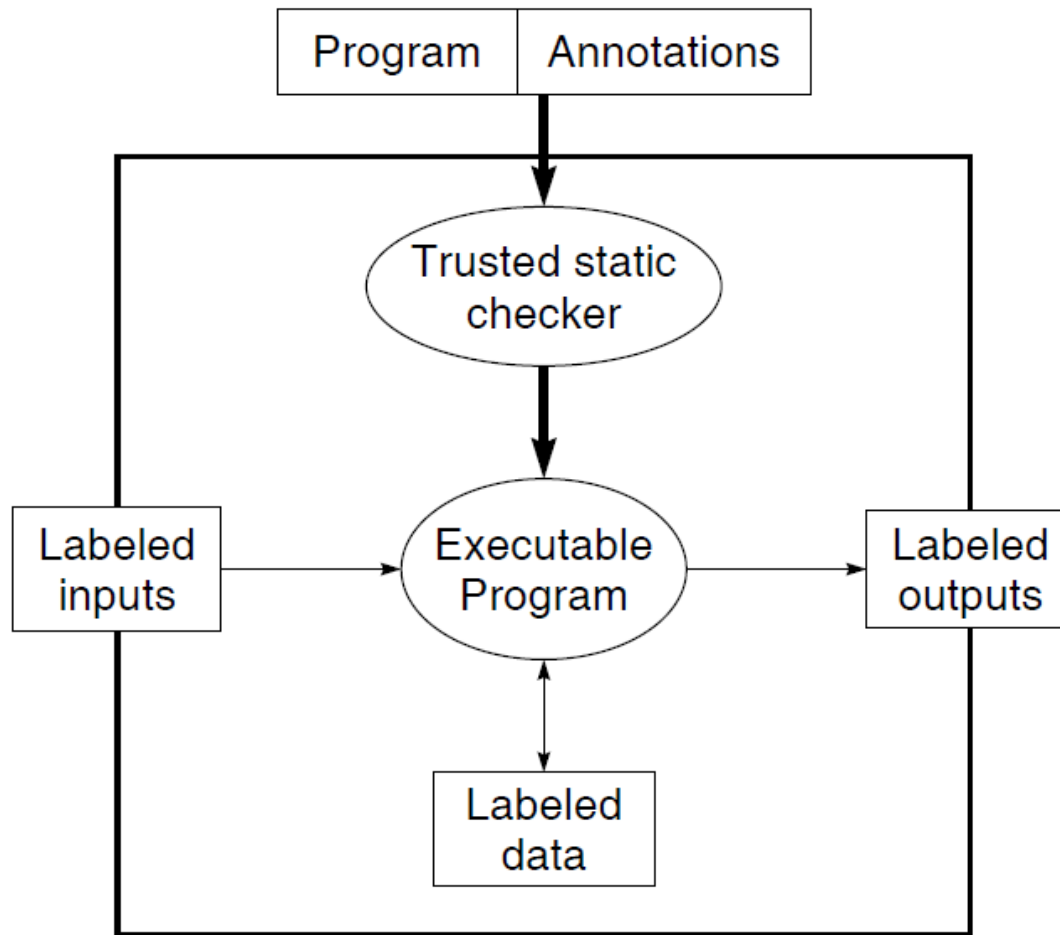 Program Annotations
Trusted static
checker
Labeled
inputs
Executable
Program
Labeled
outputs
Labeled
data